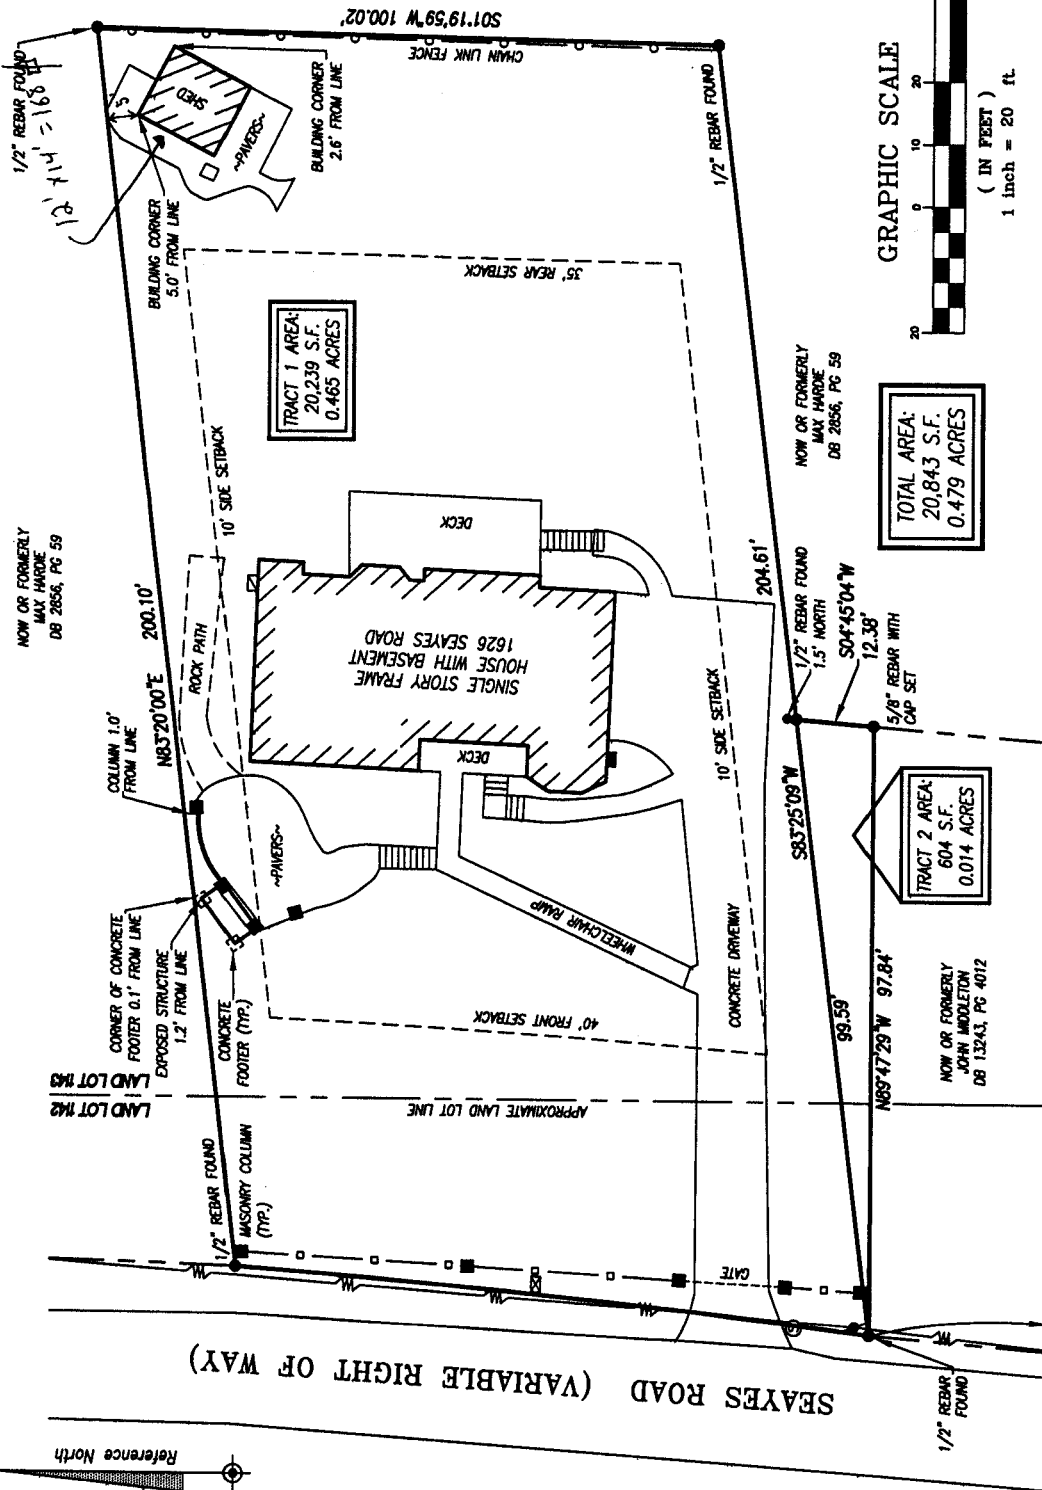 S01°19'59"W 100.02'
CHAIN LINK FENCE
1/2" REBAR FOUND
12' x 14' = 168
5
SHED
~PAVERS~
BUILDING CORNER
2.6' FROM LINE
BUILDING CORNER
5.0' FROM LINE
1/2" REBAR FOUND
GRAPHIC SCALE
20
0
10
20
( IN FEET )
1 inch = 20 ft.
35' REAR SETBACK
TRACT 1 AREA:
20,239 S.F.
0.465 ACRES
NOW OR FORMERLY
MAX HARDIE
DB 2856, PG 59
TOTAL AREA:
20,843 S.F.
0.479 ACRES
NOW OR FORMERLY
MAX HARDIE
DB 2856, PG 59
N83°20'00"E 200.10'
10' SIDE SETBACK
ROCK PATH
DECK
SINGLE STORY FRAME
HOUSE WITH BASEMENT
1626 SEAYES ROAD
DECK
204.61'
1/2" REBAR FOUND
1.5' NORTH
S04°45'04"W
12.38'
5/8" REBAR WITH
CAP SET
10' SIDE SETBACK
S83°25'09"W
99.59'
TRACT 2 AREA:
604 S.F.
0.014 ACRES
COLUMN 1.0'
FROM LINE
~PAVERS~
CORNER OF CONCRETE
FOOTER 0.1' FROM LINE
EXPOSED STRUCTURE
1.2' FROM LINE
CONCRETE
FOOTER (TYP.)
WHEELCHAIR RAMP
CONCRETE DRIVEWAY
40' FRONT SETBACK
N89°47'29"W 97.84'
NOW OR FORMERLY
JOHN MIDDLETON
DB 13243, PG 4012
LAND LOT 1143
LAND LOT 1142
APPROXIMATE LAND LOT LINE
1/2" REBAR FOUND
MASONRY COLUMN
(TYP.)
GATE
S
SEAYES ROAD (VARIABLE RIGHT OF WAY)
1/2" REBAR
FOUND
Reference North